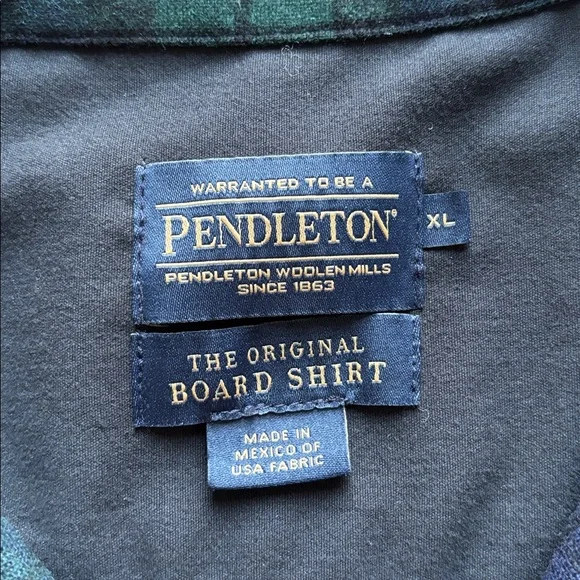 WARRANTED TO BE A
PENDLETON®
XL
PENDLETON WOOLEN MILLS
SINCE 1863
THE ORIGINAL
BOARD SHIRT
MADE IN
MEXICO OF
USA FABRIC